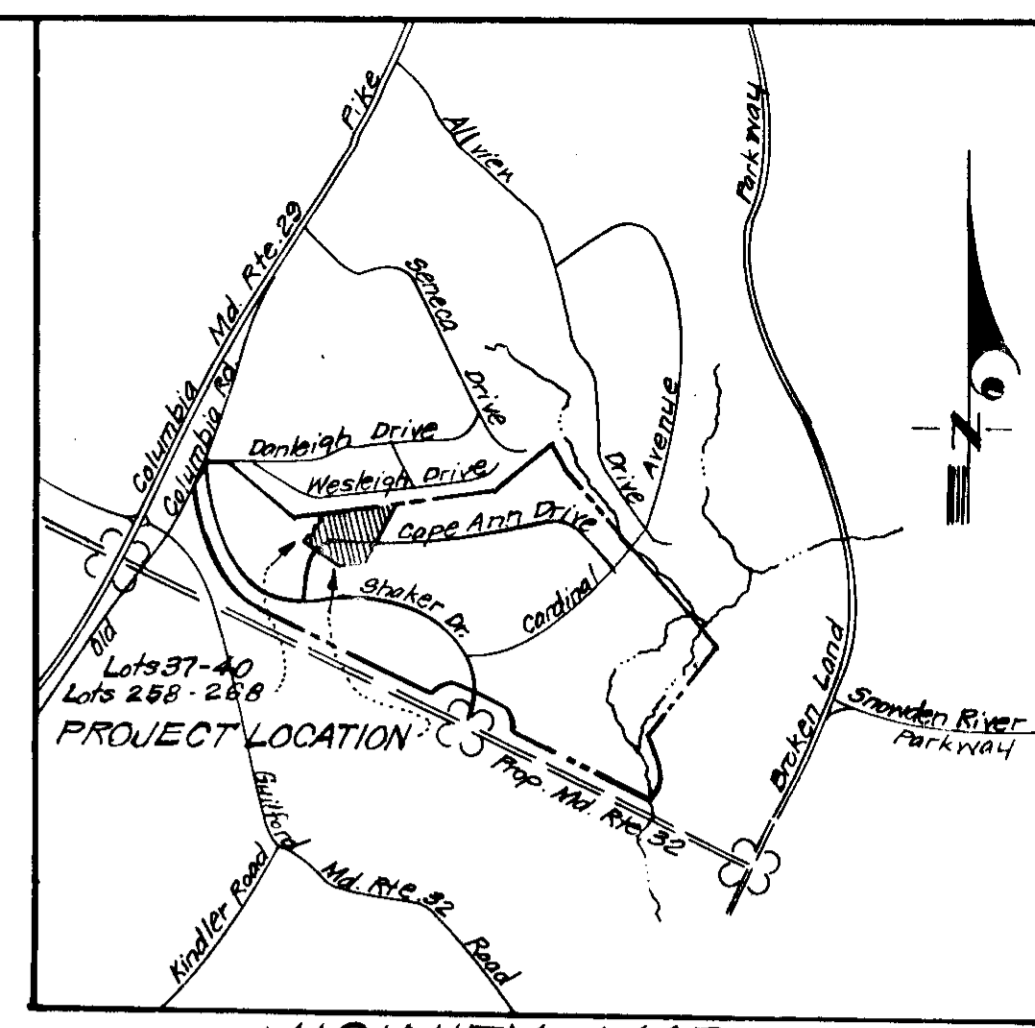 Columbia Pike
Md. Rte. 29
Old Columbia Rd.
Allview Drive
Parkway
Seneca Drive
Danleigh Drive
Wesleigh Drive
Cape Ann Drive
Avenue
Cardinal
Shaker Dr.
N
Lots 37-40
Lots 258-268
PROJECT LOCATION
Prop. Md. Rte. 32
Broken Land
Snowden River
Parkway
Guilford
Md. Rte. 32
Road
Kindler Road